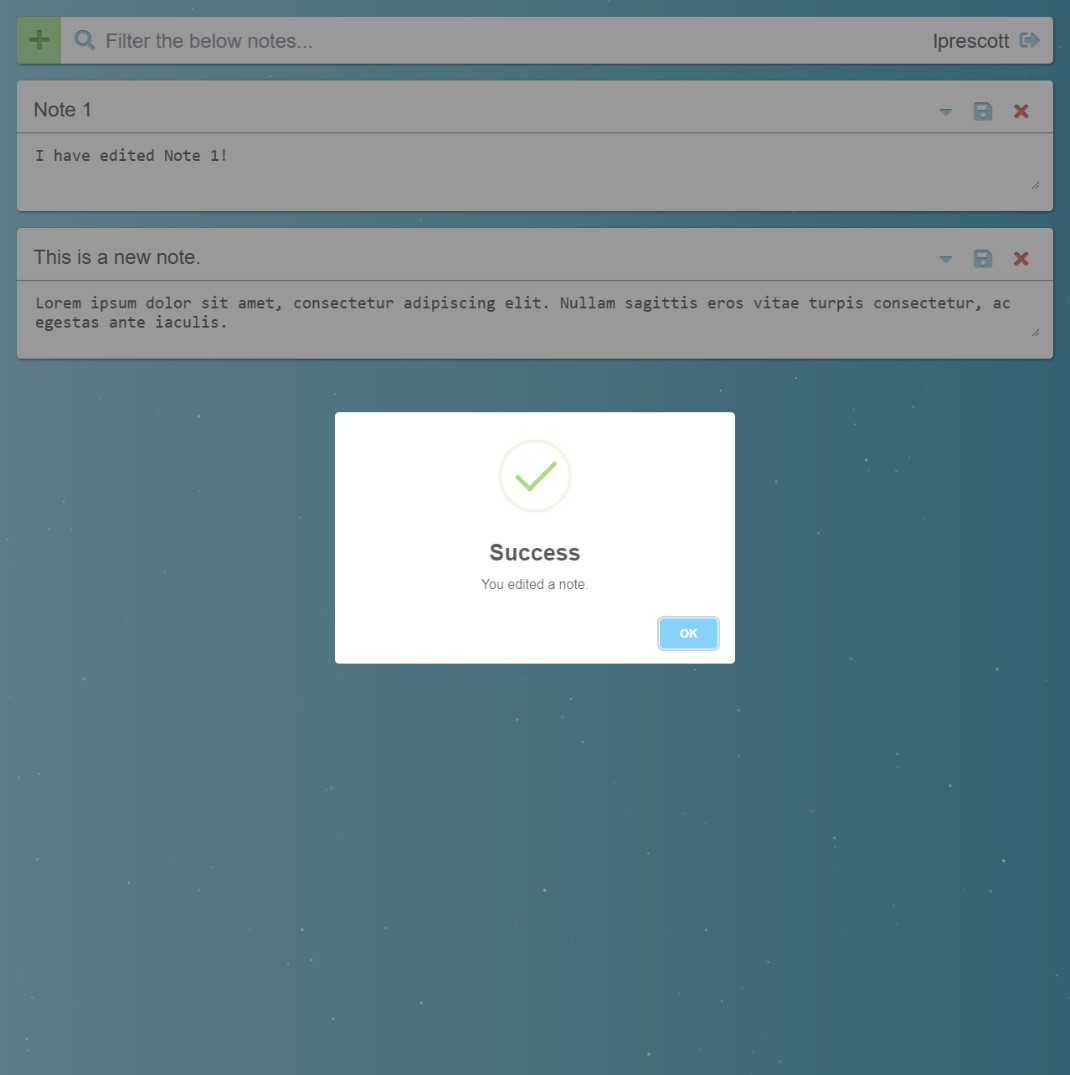 Filter the below notes...
lprescott
Note 1
I have edited Note 1!
This is a new note.
Lorem ipsum dolor sit amet, consectetur adipiscing elit. Nullam sagittis eros vitae turpis consectetur, ac
egestas ante iaculis.
Success
You edited a note.
OK